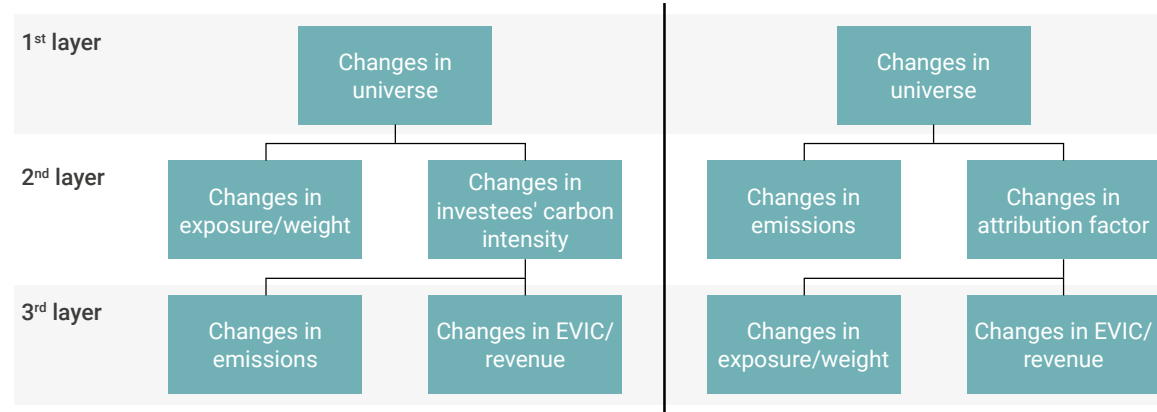 1st layer
Changes in
universe
Changes in
universe
2nd layer
Changes in
exposure/weight
Changes in
investees' carbon
intensity
Changes in
emissions
Changes in
attribution factor
3rd layer
Changes in
emissions
Changes in EVIC/
revenue
Changes in
exposure/weight
Changes in EVIC/
revenue